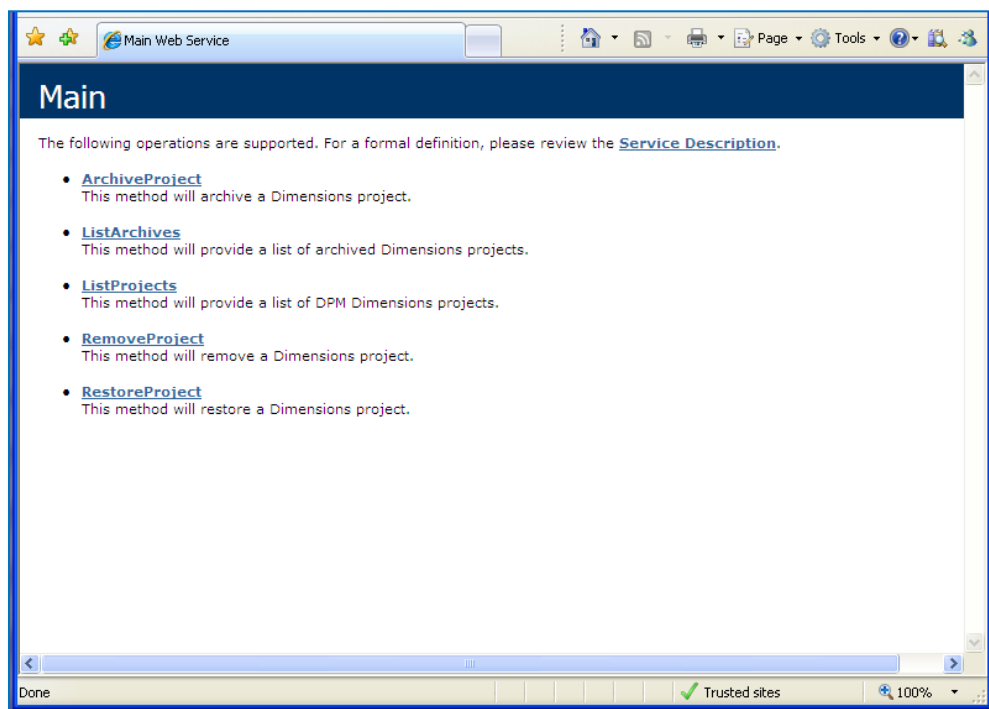 Main Web Service
Page
Tools
Main
The following operations are supported. For a formal definition, please review the Service Description.
• ArchiveProject
This method will archive a Dimensions project.
• ListArchives
This method will provide a list of archived Dimensions projects.
• ListProjects
This method will provide a list of DPM Dimensions projects.
• RemoveProject
This method will remove a Dimensions project.
• RestoreProject
This method will restore a Dimensions project.
Done
Trusted sites
100%